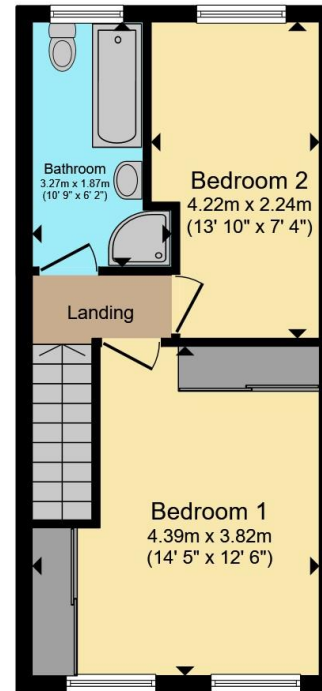 Bathroom
3.27m x 1.87m
(10' 9" x 6' 2")
Bedroom 2
4.22m x 2.24m
(13' 10" x 7' 4")
Landing
Bedroom 1
4.39m x 3.82m
(14' 5" x 12' 6")